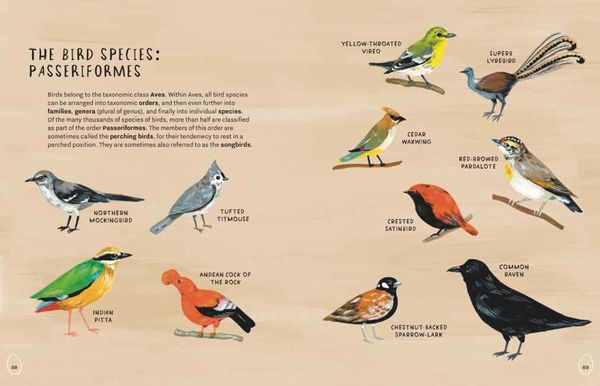 THE BIRD SPECIES:
PASSERIFORMES
Birds belong to the taxonomic class Aves. Within Aves, all bird species
can be arranged into taxonomic orders, and then even further into
families, genera (plural of genus), and finally into individual species.
Of the many thousands of species of birds, more than half are classified
as part of the order Passeriformes. The members of this order are
sometimes called the perching birds, for their tendenwcy to rest in a
perched position. They are sometimes also referred to as the songbirds.
NORTHERN
MOCKINGBIRD
TUFTED
TITMOUSE
INDIAN
PITTA
ANDEAN COCK OF
THE ROCK
88
YELLOW-THROATED
VIREO
SUPERB
LYREBIRD
CEDAR
WAXWING
RED-BROWED
PARDALOTE
CRESTED
SATINBIRD
COMMON
RAVEN
CHESTNUT-BACKED
SPARROW-LARK
89